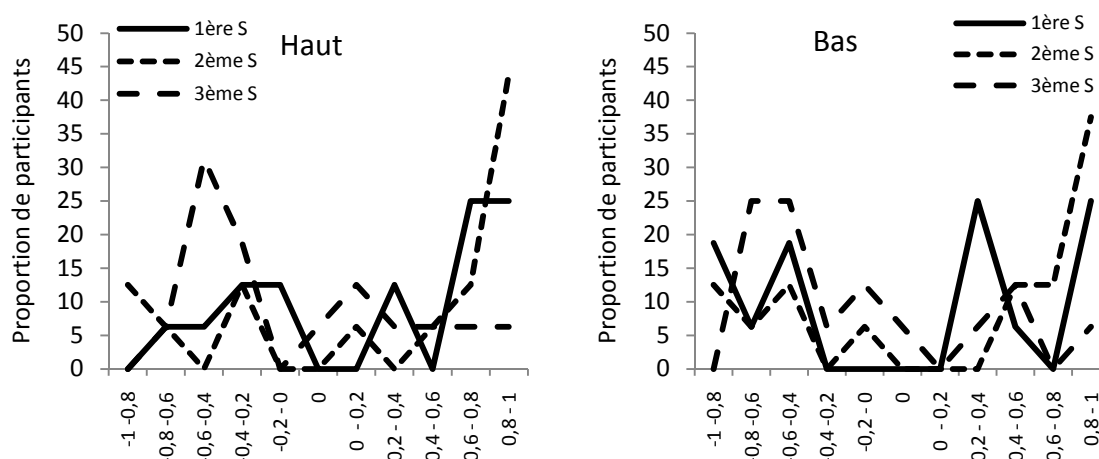 Haut
1ère S
2ème S
3ème S
Proportion de participants
50
45
40
35
30
25
20
15
10
5
0
-1 -0,8
-0,8 -0,6
-0,6 -0,4
-0,4 -0,2
-0,2 - 0
0
0 - 0,2
0,2 - 0,4
0,4 - 0,6
0,6 - 0,8
0,8 - 1
Bas
1ère S
2ème S
3ème S
Proportion de participants
50
45
40
35
30
25
20
15
10
5
0
-1 -0,8
-0,8 -0,6
-0,6 -0,4
-0,4 -0,2
-0,2 - 0
0
0 - 0,2
0,2 - 0,4
0,4 - 0,6
0,6 - 0,8
0,8 - 1